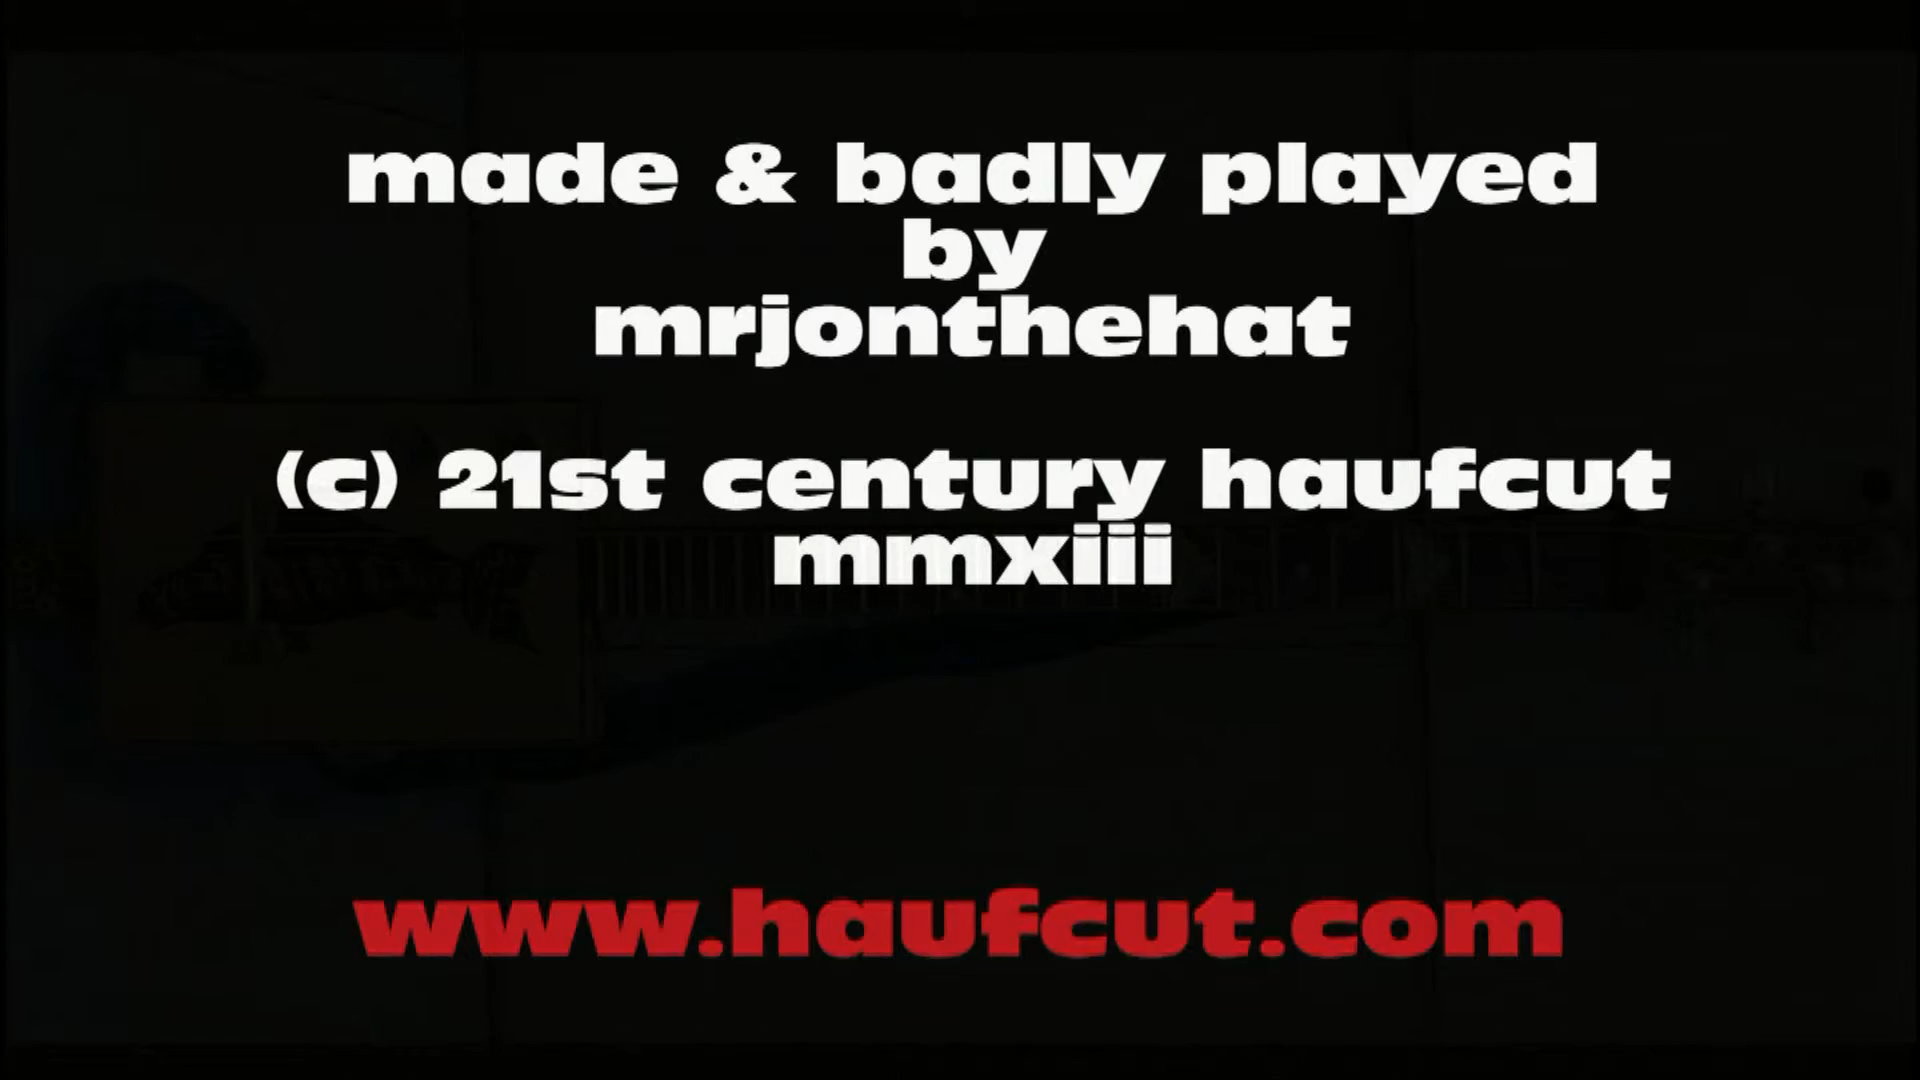 made & badly played
by
mrjonthehat
(c) 21st century haufcut
mmxiii
www.haufcut.com